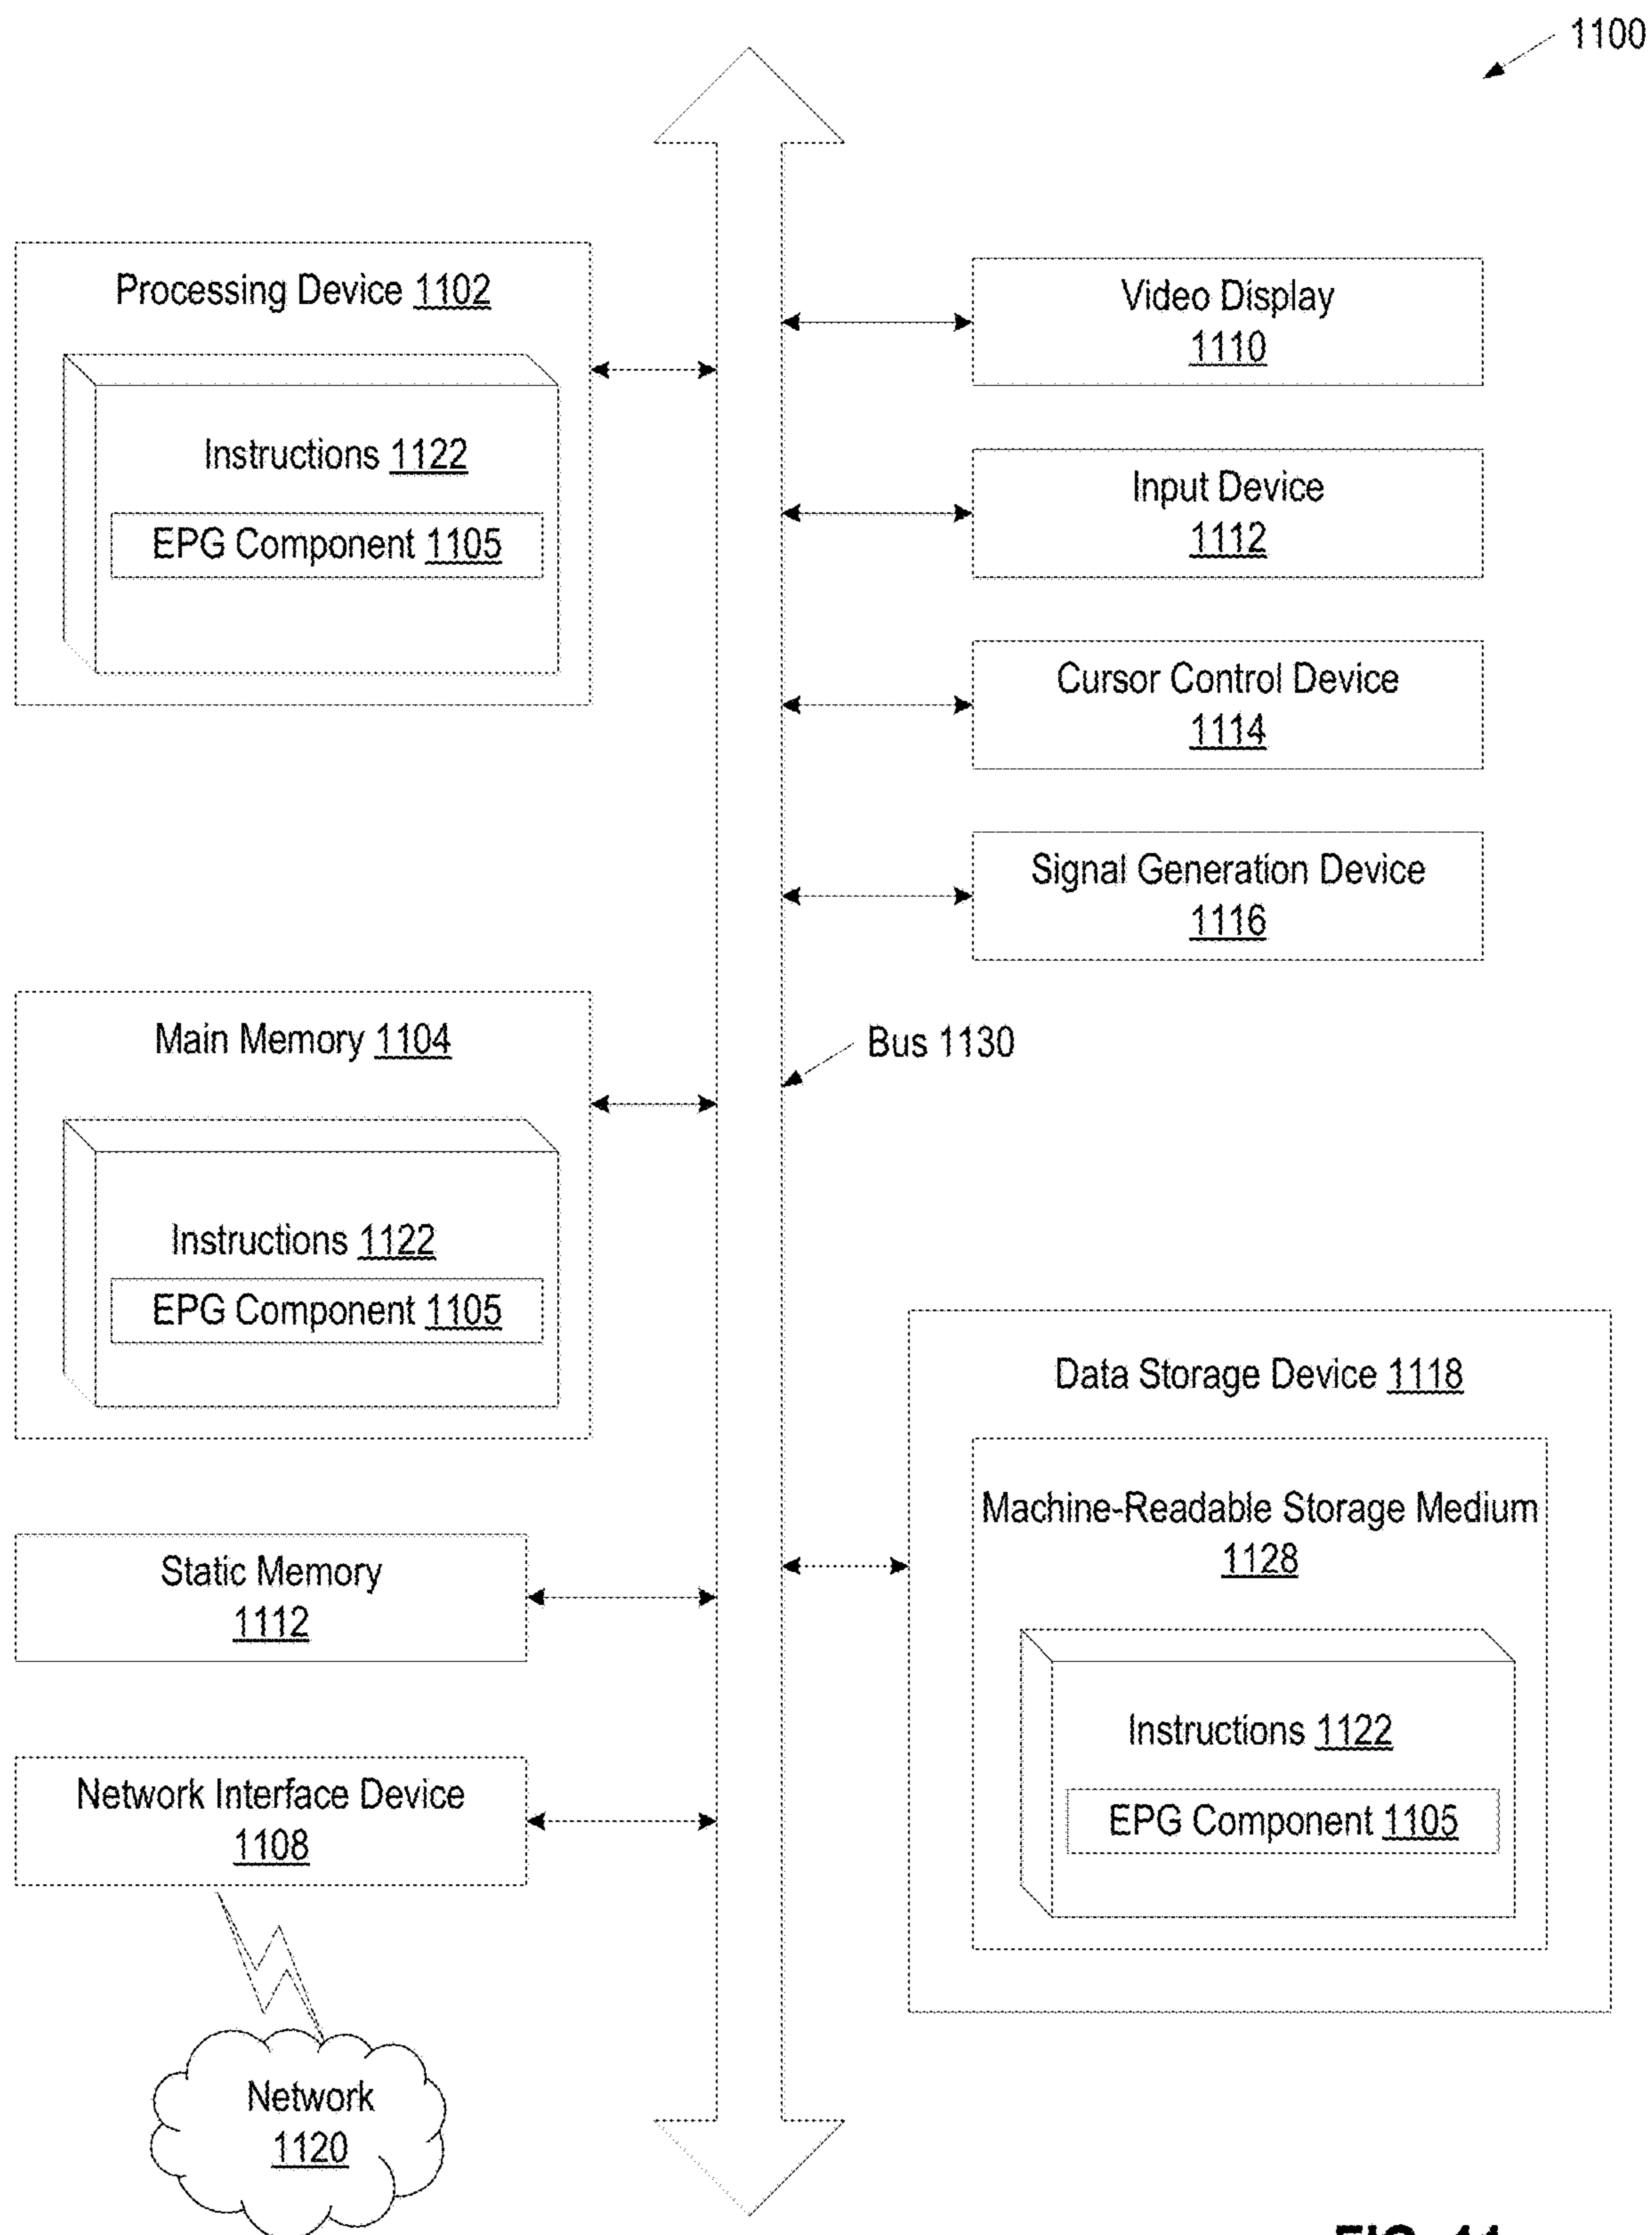 1100
Processing Device 1102
Instructions 1122
EPG Component 1105
Video Display
1110
Input Device
1112
Cursor Control Device
1114
Signal Generation Device
1116
Main Memory 1104
Instructions 1122
EPG Component 1105
Bus 1130
Static Memory
1112
Network Interface Device
1108
Network
1120
Data Storage Device 1118
Machine-Readable Storage Medium
1128
Instructions 1122
EPG Component 1105
FIG. 11